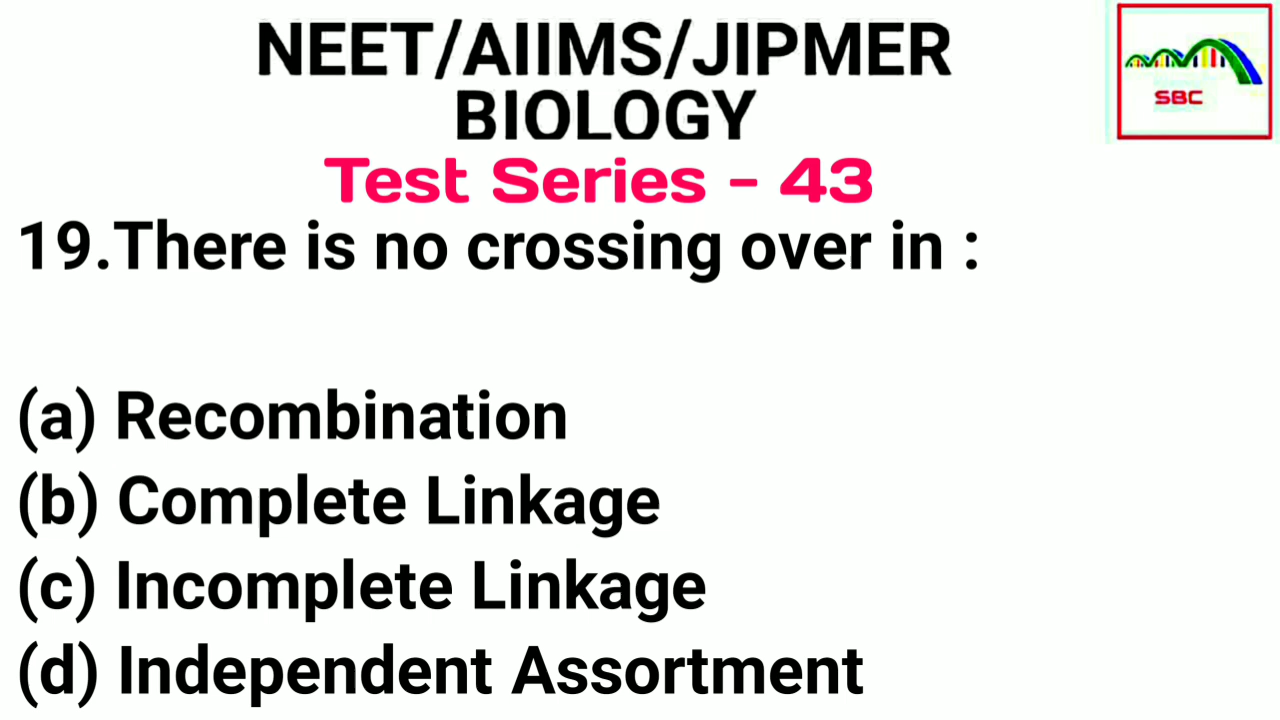 NEET/AIIMS/JIPMER
BIOLOGY
SBC
Test Series - 43
19.There is no crossing over in :
(a) Recombination
(b) Complete Linkage
(c) Incomplete Linkage
(d) Independent Assortment